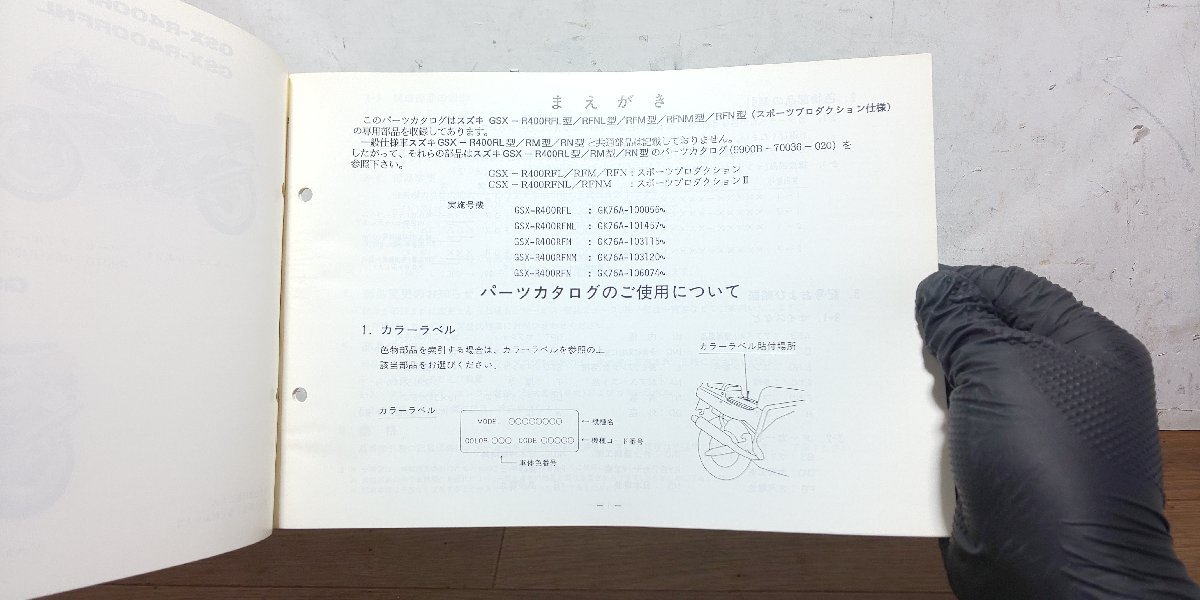 GSX-R400RFNL
まえがき
このパーツカタログはスズキ GSX－R400RFL型／RFNL型／RFM型／RFNM型／RFN型（スポーツプロダクション仕様）
の専用部品を収録してあります。
一般仕様車スズキGSX－R400RL型／RM型／RN型と共通部品は記載しておりません。
したがって、それらの部品はスズキGSX－R400RL型／RM型／RN型のパーツカタログ(9900B－70036－020）を
参照下さい。
GSX－R400RFL／RFM／RFN：スポーツプロダクション
GSX－R400RFNL／RFNM ：スポーツプロダクションⅡ
実施号機
GSX-R400RFL : GK76A-100056～
GSX-R400RFNL : GK76A-101457～
GSX-R400RFM : GK76A-103115～
GSX-R400RFNM : GK76A-103120～
GSX-R400RFN : GK76A-106074～
パーツカタログのご使用について
1. カラーラベル
色物部品を索引する場合は、カラーラベルを参照の上
該当部品をお選びください。
カラーラベル貼付場所
カラーラベル
MODEL ○○○○○○○○ ←機種名
COLOR ○○○ CODE ○○○○○ ←機種コード番号
車体色番号